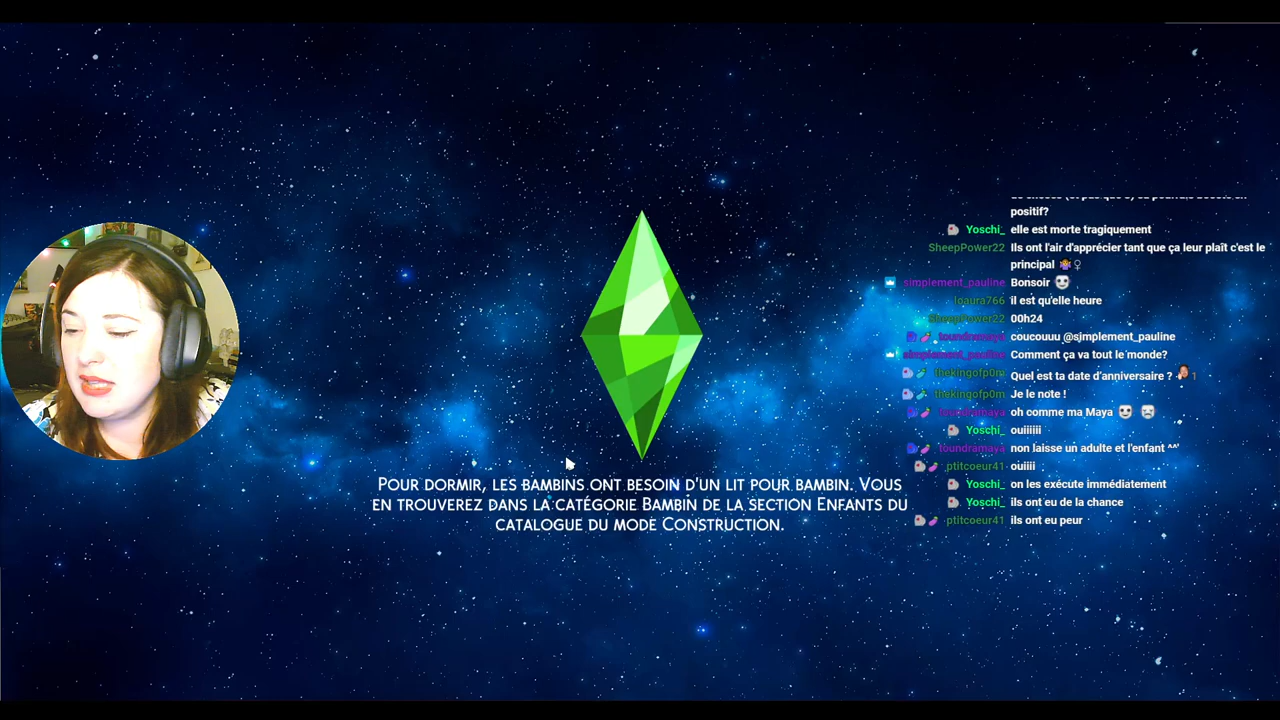 positif?
Yoschi_ elle est morte tragiquement
SheepPower22 Ils ont l'air d'apprécier tant que ça leur plaît c'est le
principal
simplement_pauline Bonsoir
loaura766 il est qu'elle heure
SheepPower22 00h24
toundramaya coucouuu @simplement_pauline
simplement_pauline Comment ça va tout le monde?
thekingofp0m Quel est ta date d'anniversaire ? 1
thekingofp0m Je le note !
toundramaya oh comme ma Maya
Yoschi_ ouiiiiii
toundramaya non laisse un adulte et l'enfant ^^'
ptitcoeur41 ouiiii
Yoschi_ on les exécute immédiatement
Yoschi_ ils ont eu de la chance
ptitcoeur41 ils ont eu peur
Pour dormir, les bambins ont besoin d'un lit pour bambin. Vous
en trouverez dans la catégorie Bambin de la section Enfants du
catalogue du mode Construction.